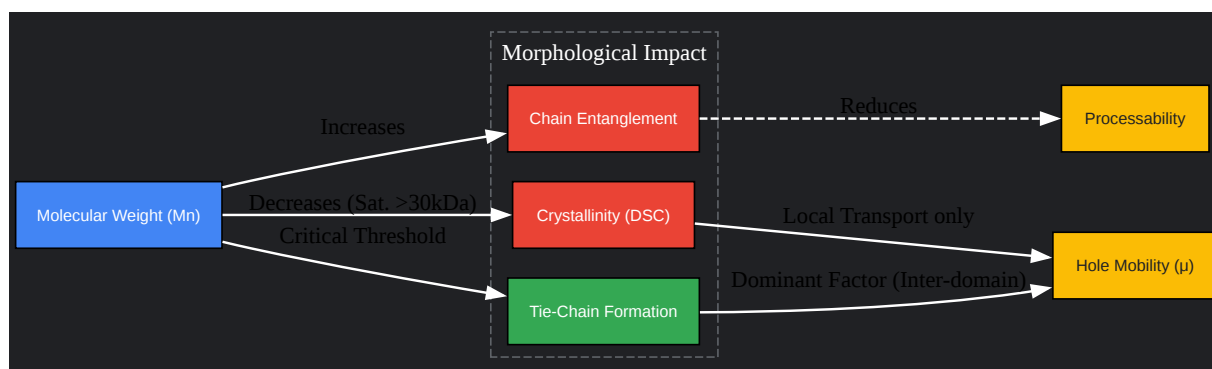 Morphological Impact
Increases
Chain Entanglement
Reduces
Processability
Molecular Weight (Mn)
Decreases (Sat. >30kDa)
Crystallinity (DSC)
Local Transport only
Critical Threshold
Hole Mobility (μ)
Dominant Factor (Inter-domain)
Tie-Chain Formation